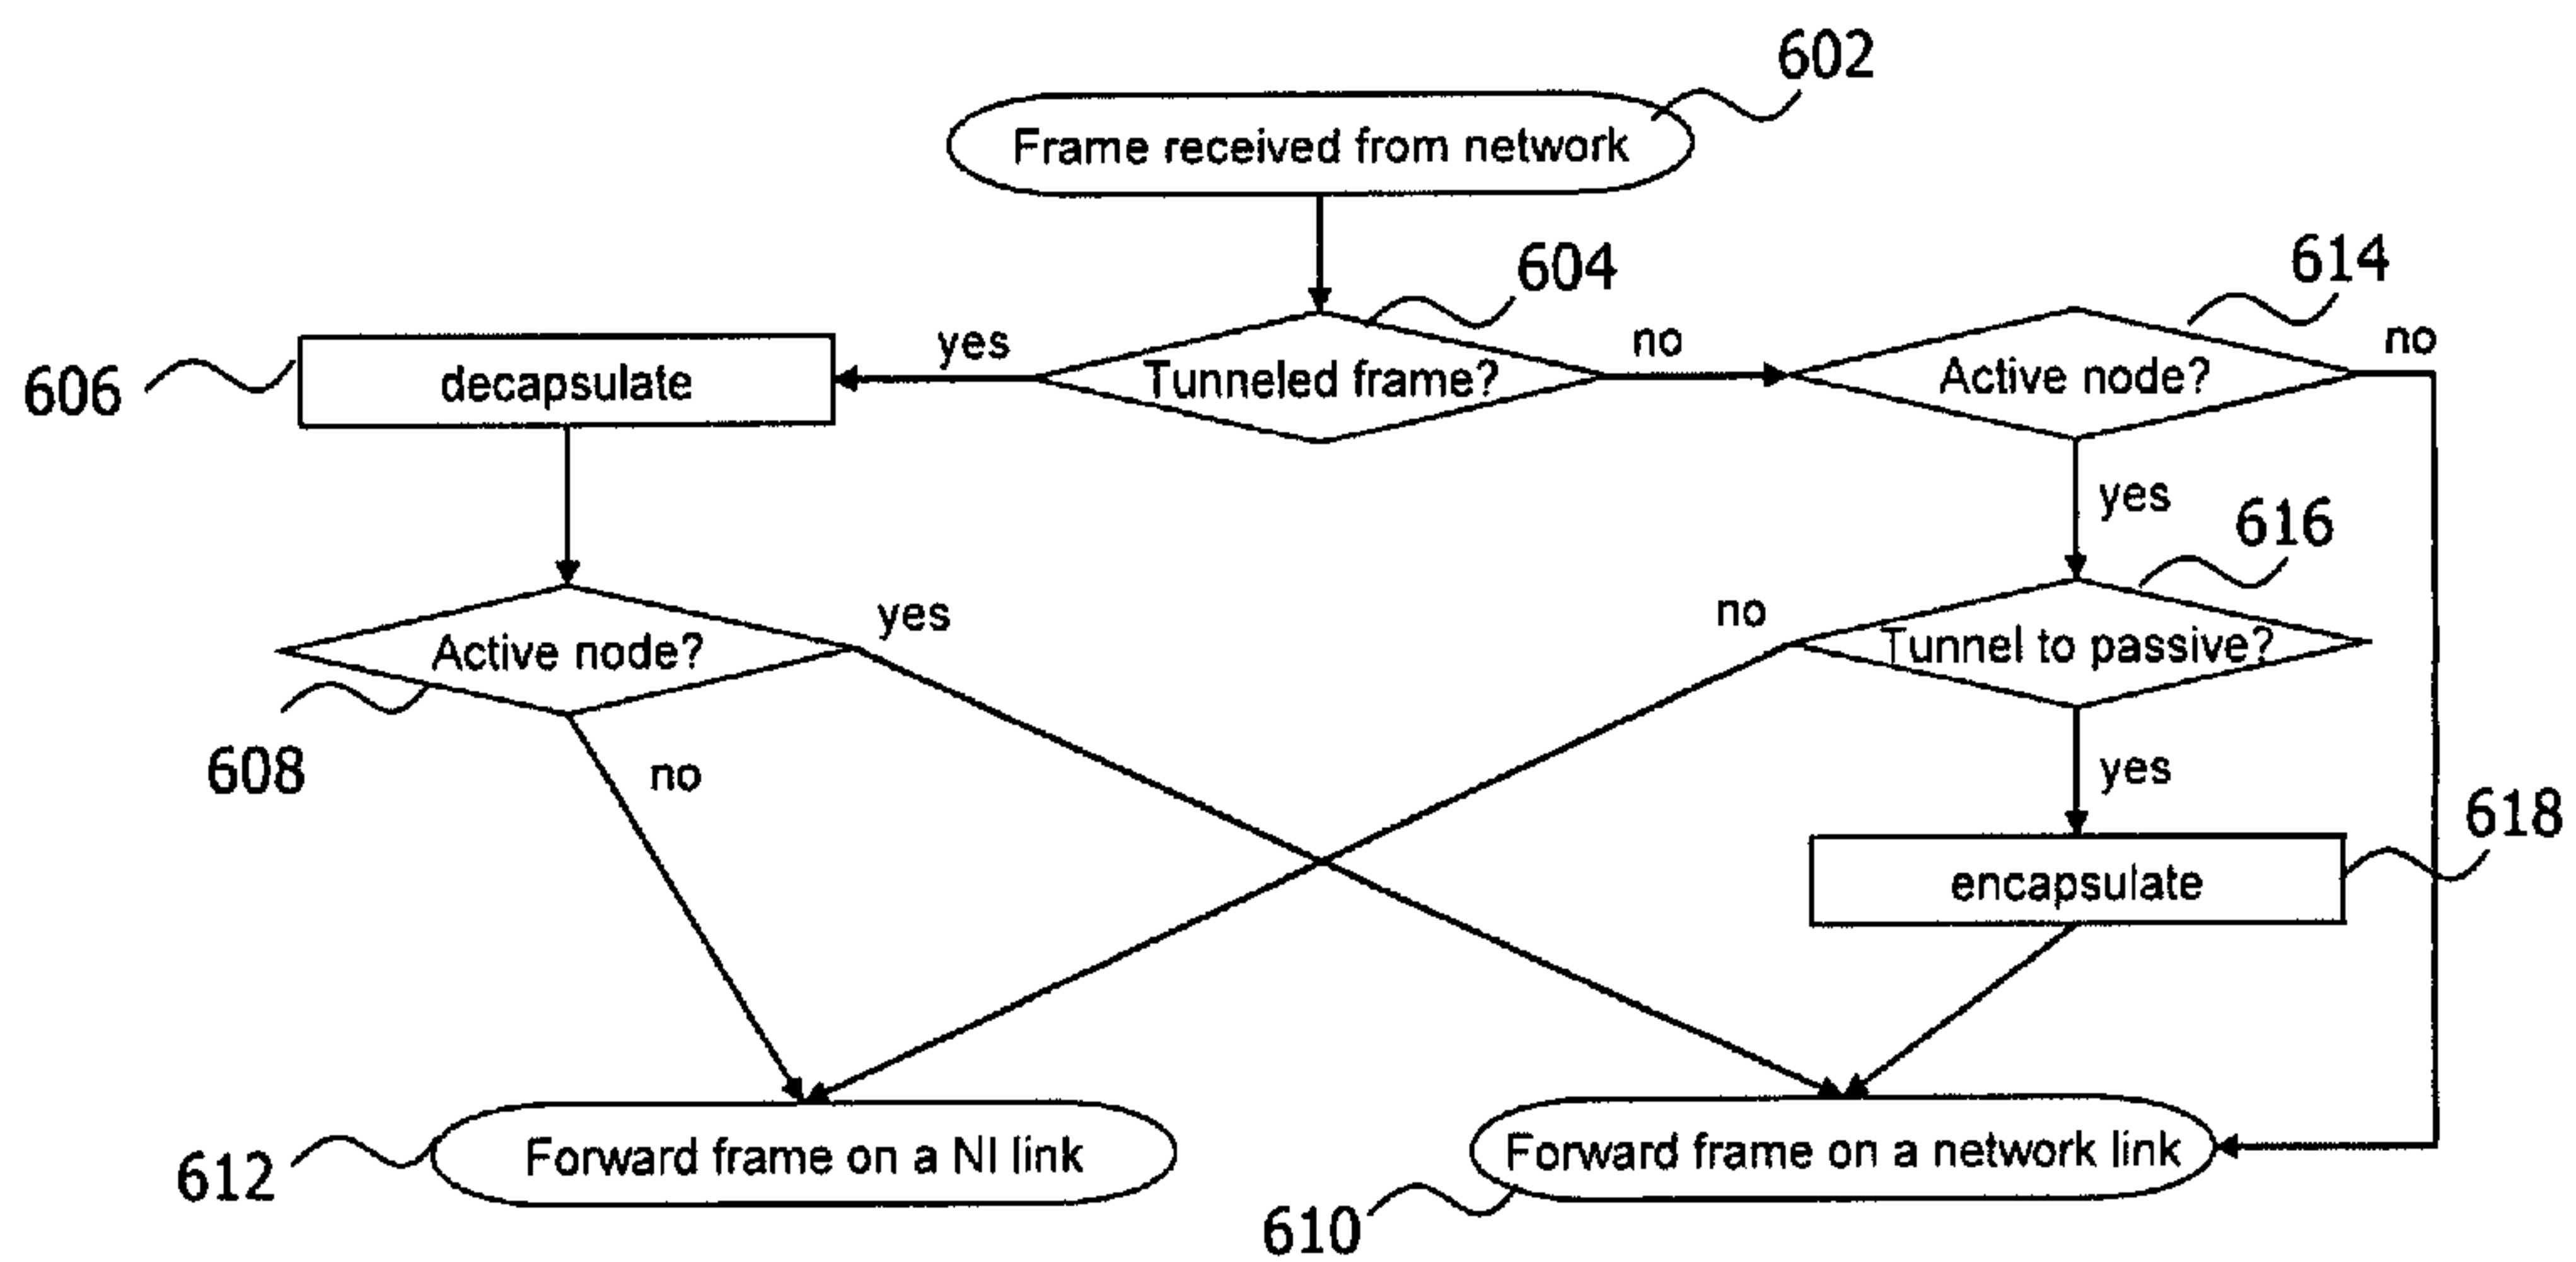 602
Frame received from network
604
614
606
decapsulate
yes
Tunneled frame?
no
Active node?
no
yes
616
Active node?
yes
no
Tunnel to passive?
608
no
yes
618
encapsulate
612
Forward frame on a NI link
Forward frame on a network link
610